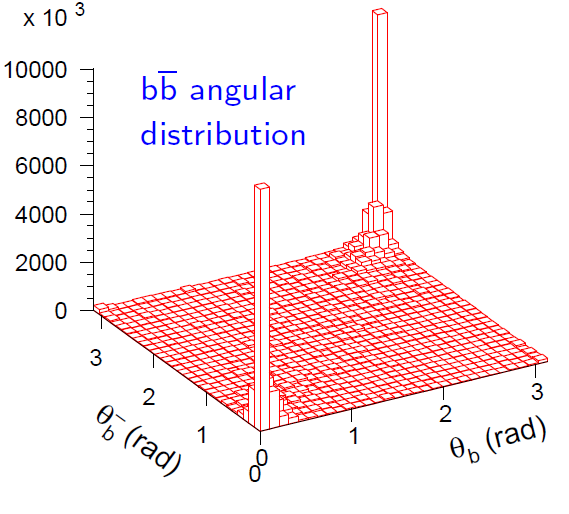 x 10 ³
bb̅ angular
distribution
10000
8000
6000
4000
2000
0
3
2
1
0
0
1
2
3
θb̅ (rad)
θb (rad)